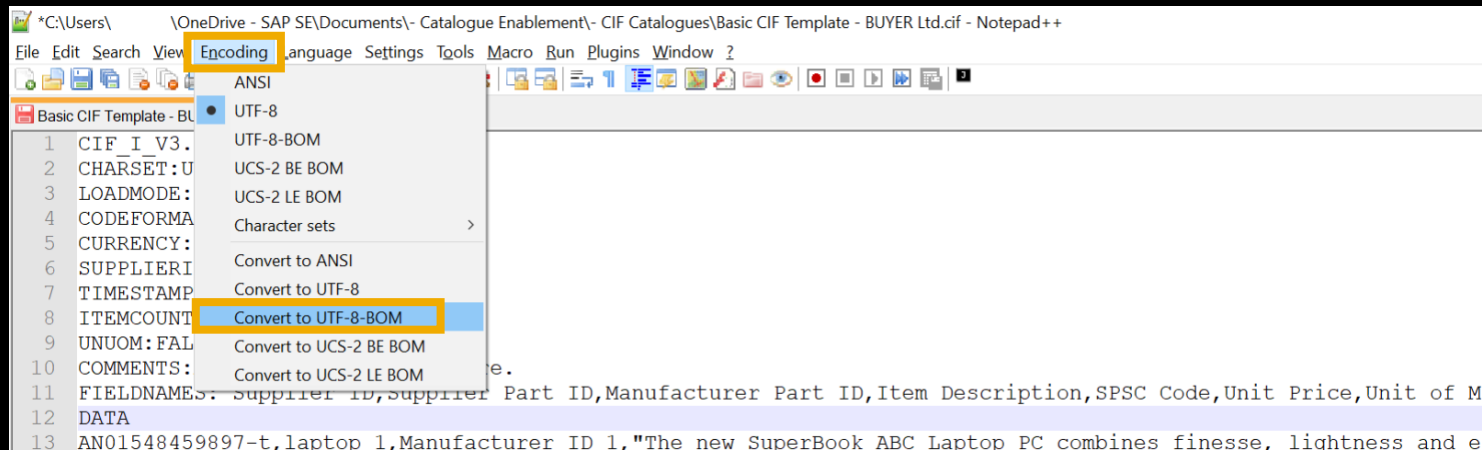 *C:\Users\ \OneDrive - SAP SE\Documents\- Catalogue Enablement\- CIF Catalogues\Basic CIF Template - BUYER Ltd.cif - Notepad++
File Edit Search View Encoding Language Settings Tools Macro Run Plugins Window ?
Basic CIF Template - BU
ANSI
UTF-8
UTF-8-BOM
UCS-2 BE BOM
UCS-2 LE BOM
Character sets
Convert to ANSI
Convert to UTF-8
Convert to UTF-8-BOM
Convert to UCS-2 BE BOM
Convert to UCS-2 LE BOM
1 CIF_I_V3.
2 CHARSET:U
3 LOADMODE:
4 CODEFORMA
5 CURRENCY:
6 SUPPLIERI
7 TIMESTAMP
8 ITEMCOUNT
9 UNUOM:FAL
10 COMMENTS: e.
11 FIELDNAMES: Supplier ID,Supplier Part ID,Manufacturer Part ID,Item Description,SPSC Code,Unit Price,Unit of M
12 DATA
13 AN01548459897-t,laptop 1,Manufacturer ID 1,"The new SuperBook ABC Laptop PC combines finesse, lightness and e